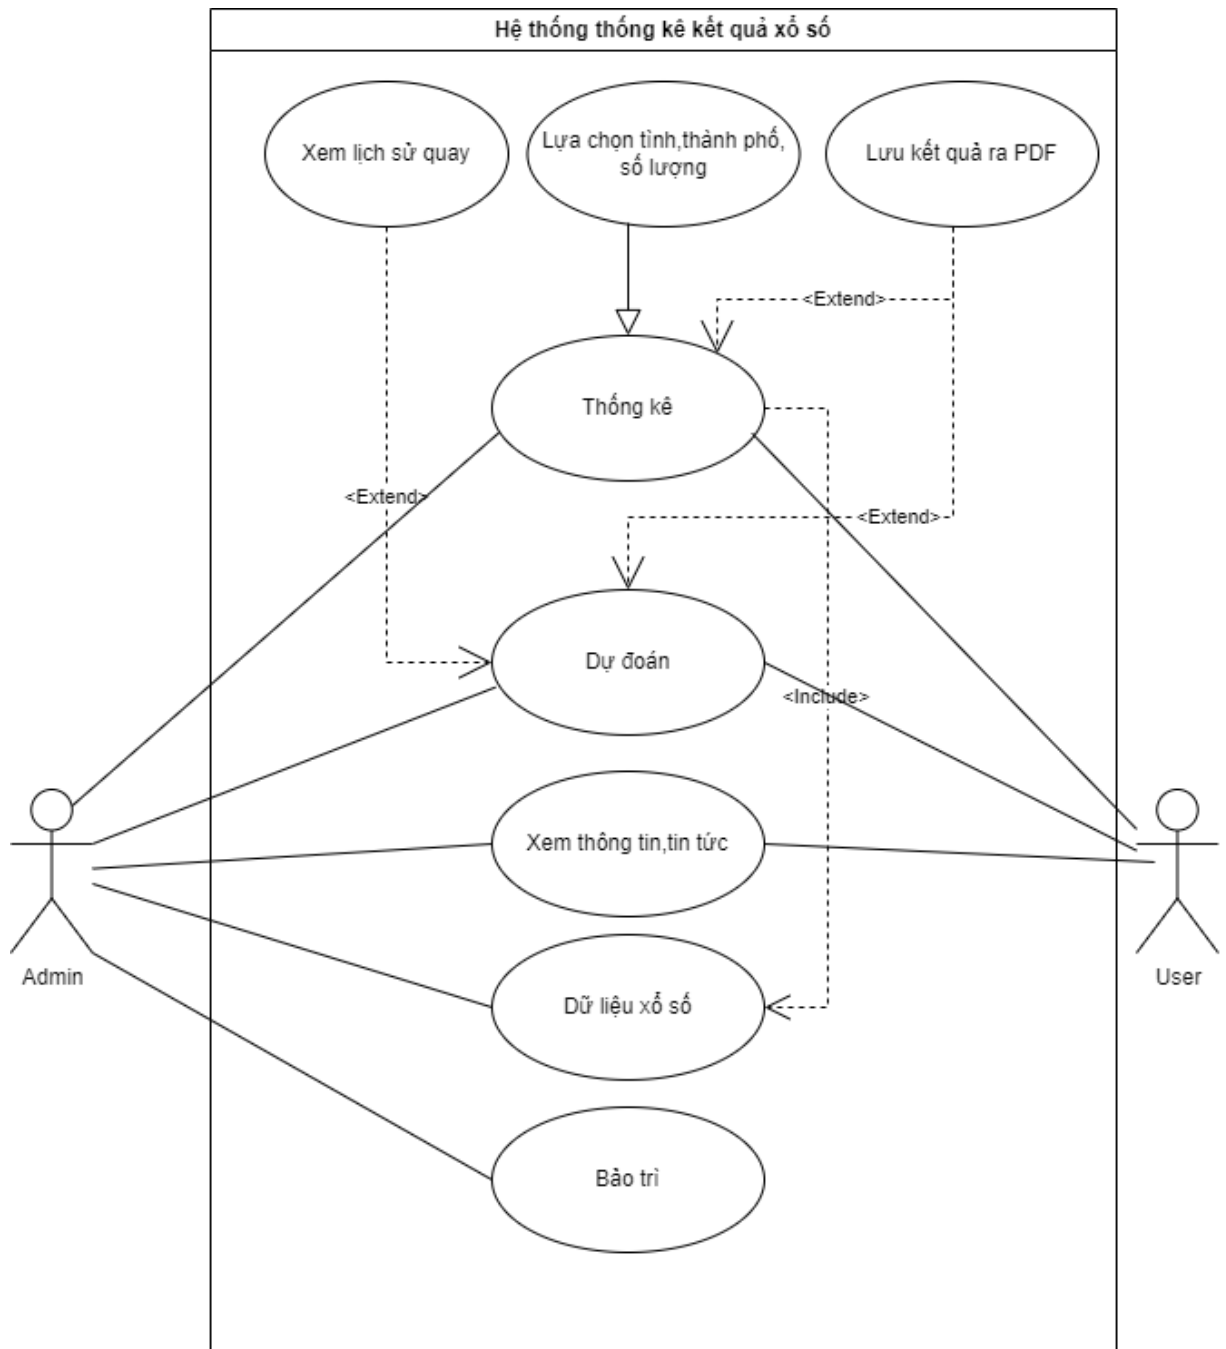 Hệ thống thống kê kết quả xổ số
Xem lịch sử quay
Lựa chọn tỉnh,thành phố,
số lượng
Lưu kết quả ra PDF
<Extend>
Thống kê
<Extend>
<Extend>
Dự đoán
<Include>
Xem thông tin,tin tức
Admin
User
Dữ liệu xổ số
Bảo trì